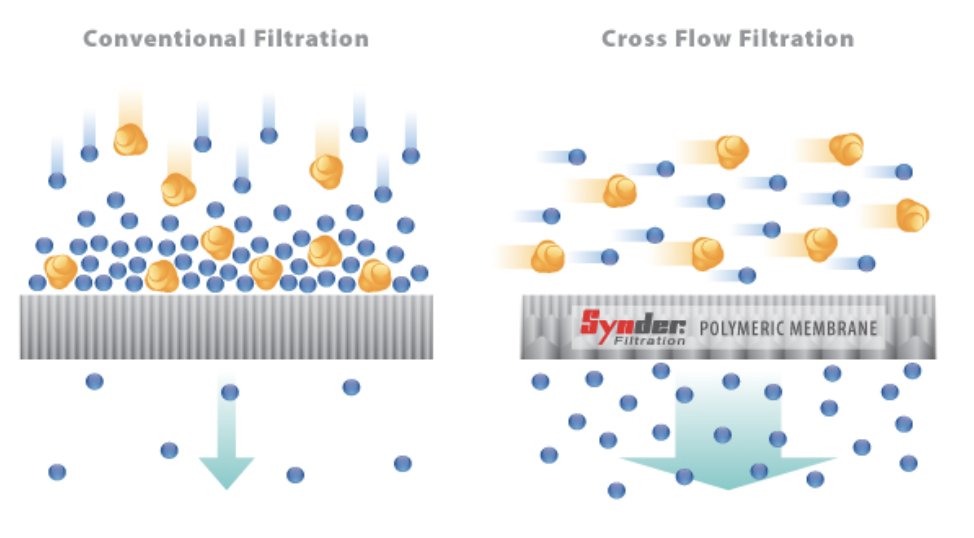 Conventional Filtration
Cross Flow Filtration
Synder
Filtration
POLYMERIC MEMBRANE